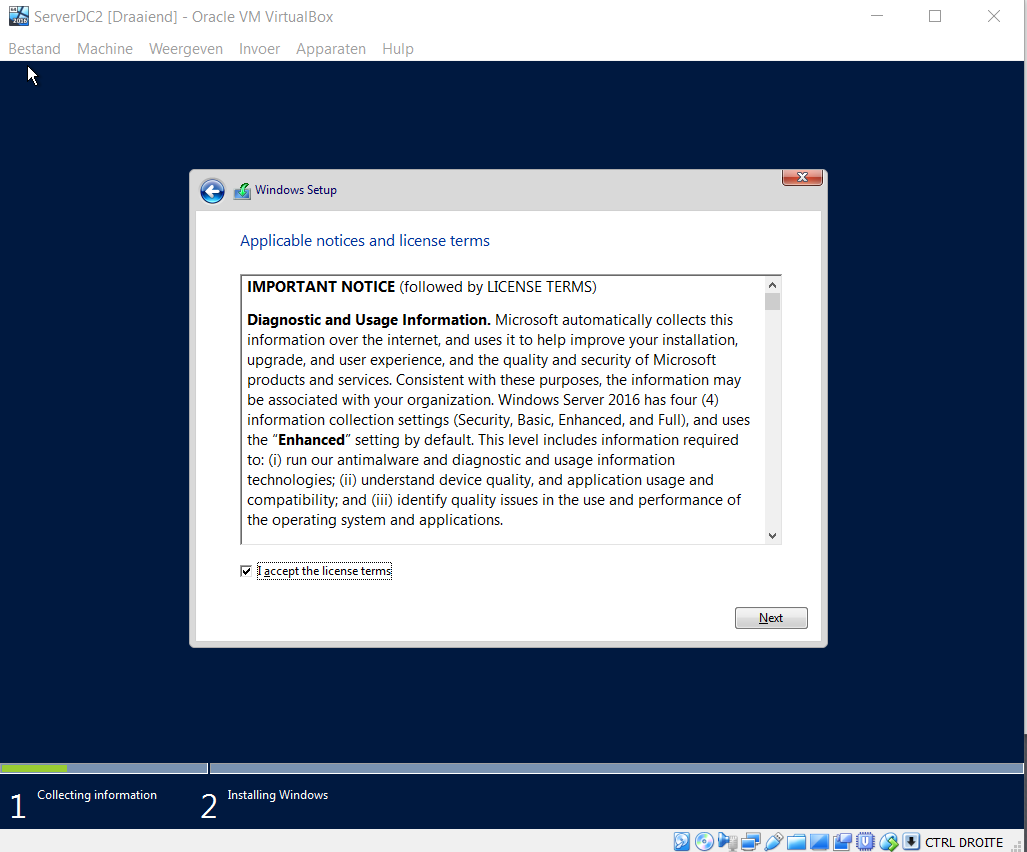 ServerDC2 [Draaiend] - Oracle VM VirtualBox
Bestand Machine Weergeven Invoer Apparaten Hulp
Windows Setup
Applicable notices and license terms
IMPORTANT NOTICE (followed by LICENSE TERMS)
Diagnostic and Usage Information. Microsoft automatically collects this
information over the internet, and uses it to help improve your installation,
upgrade, and user experience, and the quality and security of Microsoft
products and services. Consistent with these purposes, the information may
be associated with your organization. Windows Server 2016 has four (4)
information collection settings (Security, Basic, Enhanced, and Full), and uses
the “Enhanced” setting by default. This level includes information required
to: (i) run our antimalware and diagnostic and usage information
technologies; (ii) understand device quality, and application usage and
compatibility; and (iii) identify quality issues in the use and performance of
the operating system and applications.
I accept the license terms
Next
1 Collecting information 2 Installing Windows
CTRL DROITE